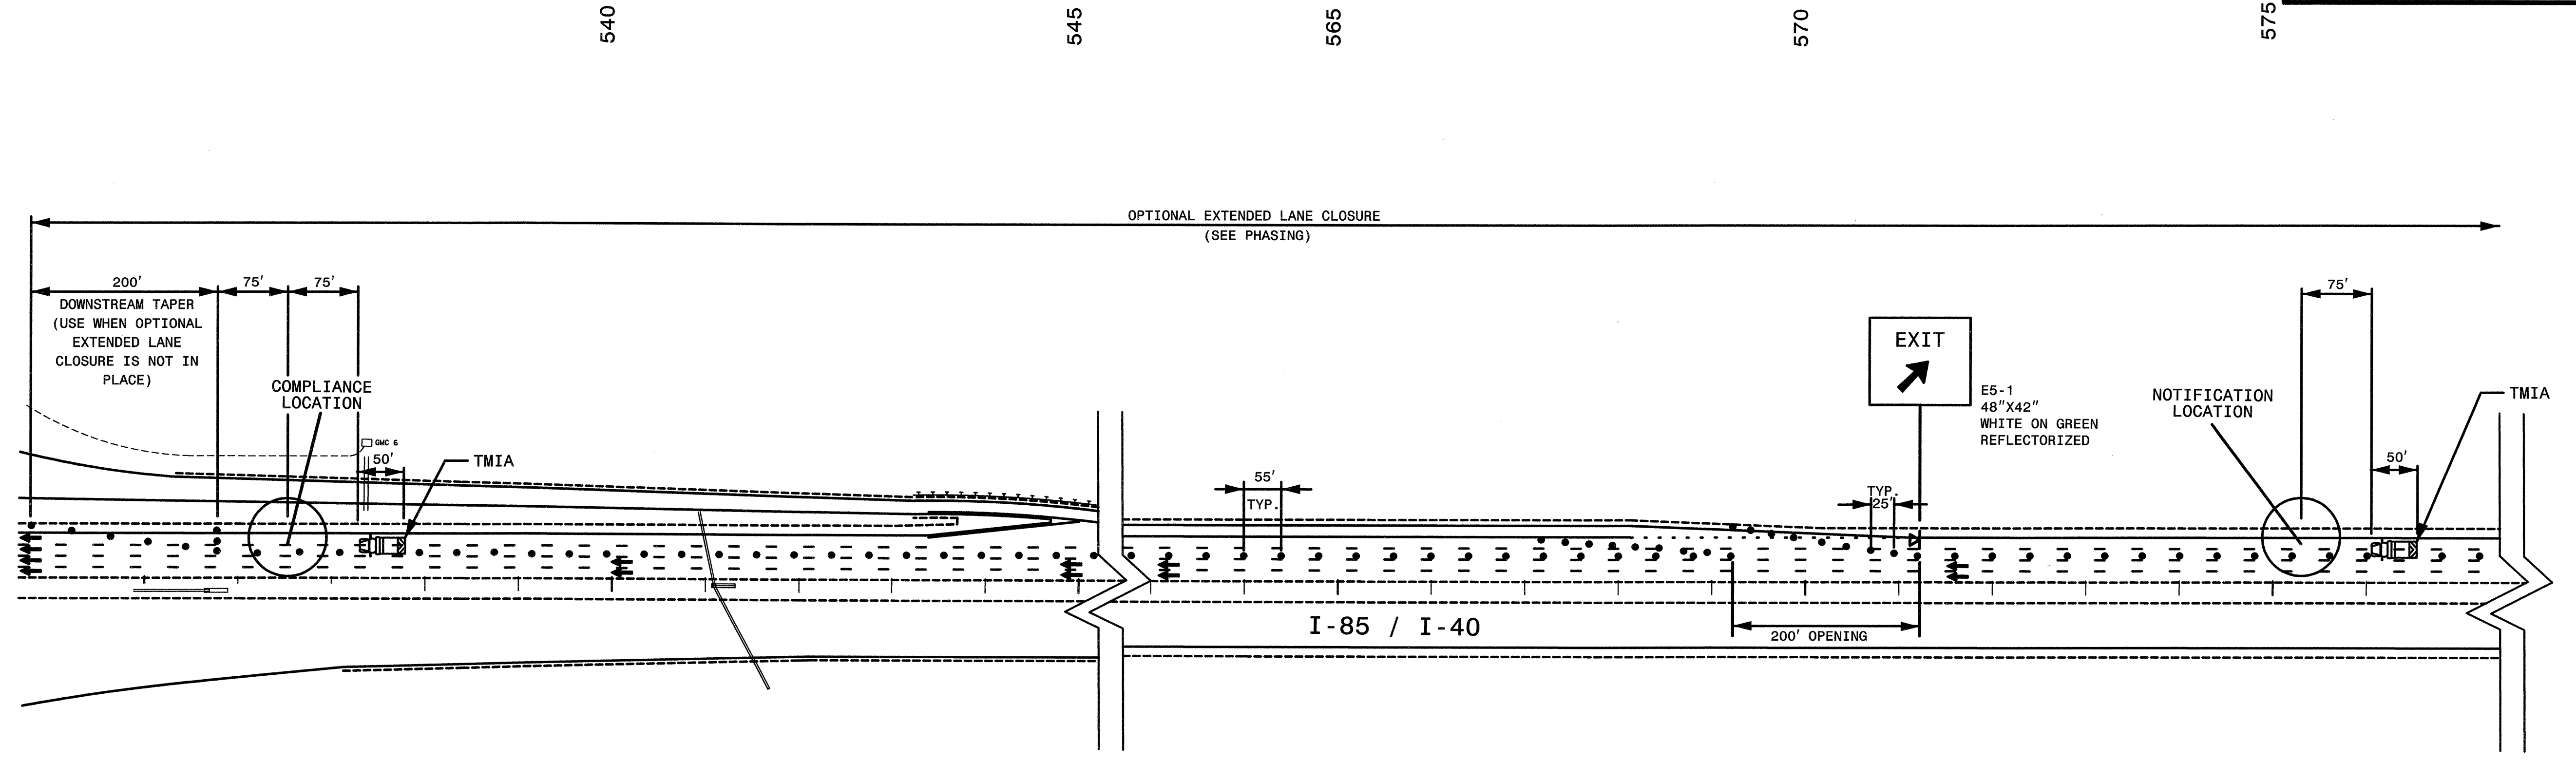 540
545
565
570
575
OPTIONAL EXTENDED LANE CLOSURE
(SEE PHASING)
200'
75'
75'
75'
DOWNSTREAM TAPER
(USE WHEN OPTIONAL
EXTENDED LANE
CLOSURE IS NOT IN
PLACE)
COMPLIANCE
LOCATION
GMC 6
50'
TMIA
55'
TYP.
EXIT
E5-1
48"X42"
WHITE ON GREEN
REFLECTORIZED
TYP.
25'
NOTIFICATION
LOCATION
TMIA
50'
I-85 / I-40
200' OPENING